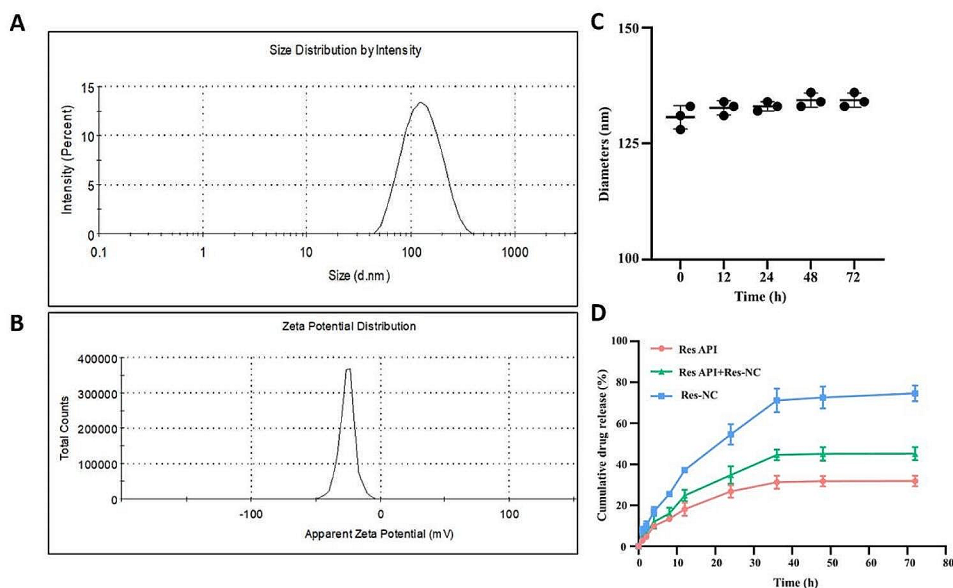 A
Size Distribution by Intensity
Intensity (Percent)
15
10
5
0
0.1 1 10 100 1000
Size (d.nm)
B
Zeta Potential Distribution
Total Counts
400000
300000
200000
100000
0
-100 0 100
Apparent Zeta Potential (mV)
C
Diameters (nm)
150
125
100
0 12 24 48 72
Time (h)
D
Cumulative drug release (%)
100
80
60
40
20
0
Res API
Res API+Res-NC
Res-NC
0 10 20 30 40 50 60 70 80
Time (h)